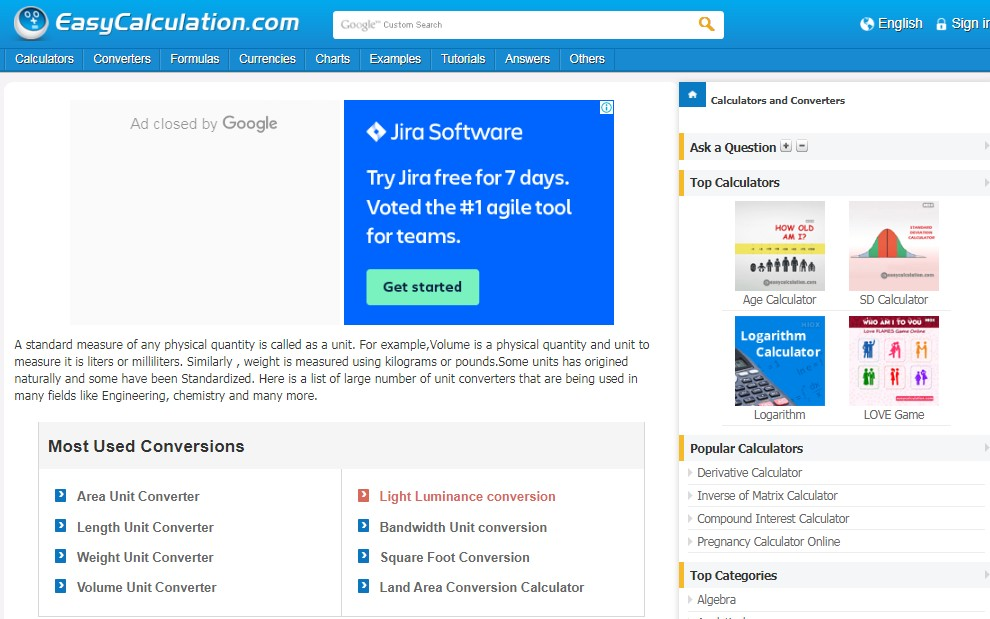 EasyCalculation.com
Google™ Custom Search
English
Sign in
Calculators
Converters
Formulas
Currencies
Charts
Examples
Tutorials
Answers
Others
Ad closed by Google
Jira Software
Try Jira free for 7 days.
Voted the #1 agile tool
for teams.
Get started
A standard measure of any physical quantity is called as a unit. For example,Volume is a physical quantity and unit to
measure it is liters or milliliters. Similarly , weight is measured using kilograms or pounds.Some units has origined
naturally and some have been Standardized. Here is a list of large number of unit converters that are being used in
many fields like Engineering, chemistry and many more.
Most Used Conversions
Area Unit Converter
Length Unit Converter
Weight Unit Converter
Volume Unit Converter
Light Luminance conversion
Bandwidth Unit conversion
Square Foot Conversion
Land Area Conversion Calculator
Calculators and Converters
Ask a Question
Top Calculators
HOW OLD
AM I?
easycalculation.com
Age Calculator
STANDARD
DEVIATION
CALCULATOR
easycalculation.com
SD Calculator
Logarithm
Calculator
Logarithm
WHO AM I TO YOU
Love FLAMES Game Online
LOVE Game
Popular Calculators
Derivative Calculator
Inverse of Matrix Calculator
Compound Interest Calculator
Pregnancy Calculator Online
Top Categories
Algebra